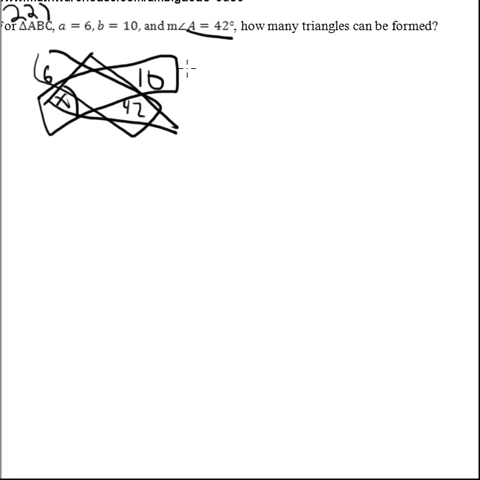 227
For ΔABC, a = 6, b = 10, and m∠A = 42°, how many triangles can be formed?
6 10
x 42